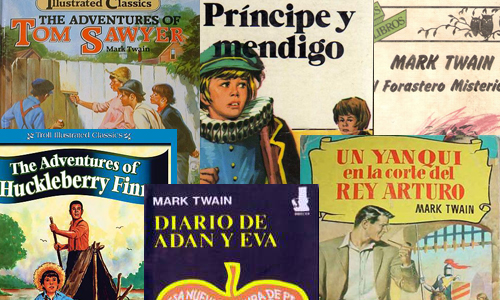 Illustrated Classics
THE ADVENTURES OF
TOM SAWYER
Mark Twain
Príncipe y
mendigo
LIBROS
MARK TWAIN
l Forastero Misterio
Troll Illustrated Classics
The Adventures of
Huckleberry Finn
MARK TWAIN
DIARIO DE
ADAN Y EVA
UN YANQUI
en la corte del
REY ARTURO
MARK TWAIN